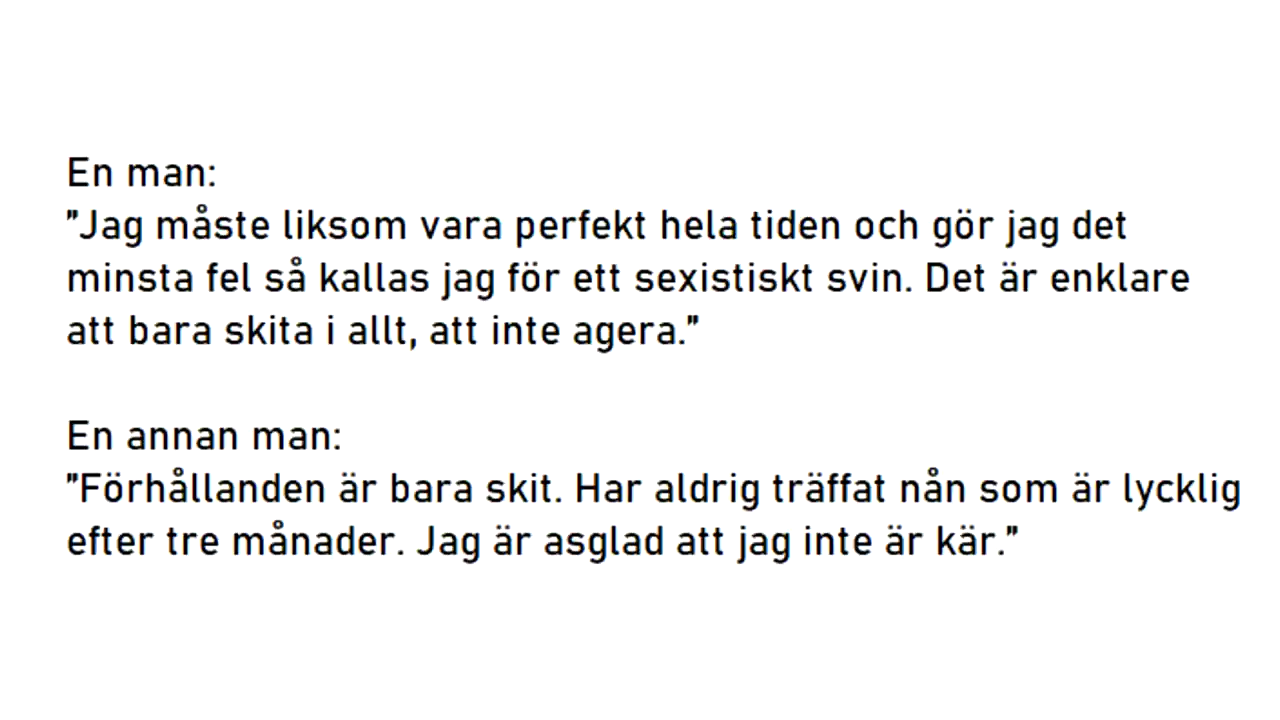 En man:
"Jag måste liksom vara perfekt hela tiden och gör jag det
minsta fel så kallas jag för ett sexistiskt svin. Det är enklare
att bara skita i allt, att inte agera."
En annan man:
"Förhållanden är bara skit. Har aldrig träffat nån som är lycklig
efter tre månader. Jag är asglad att jag inte är kär."